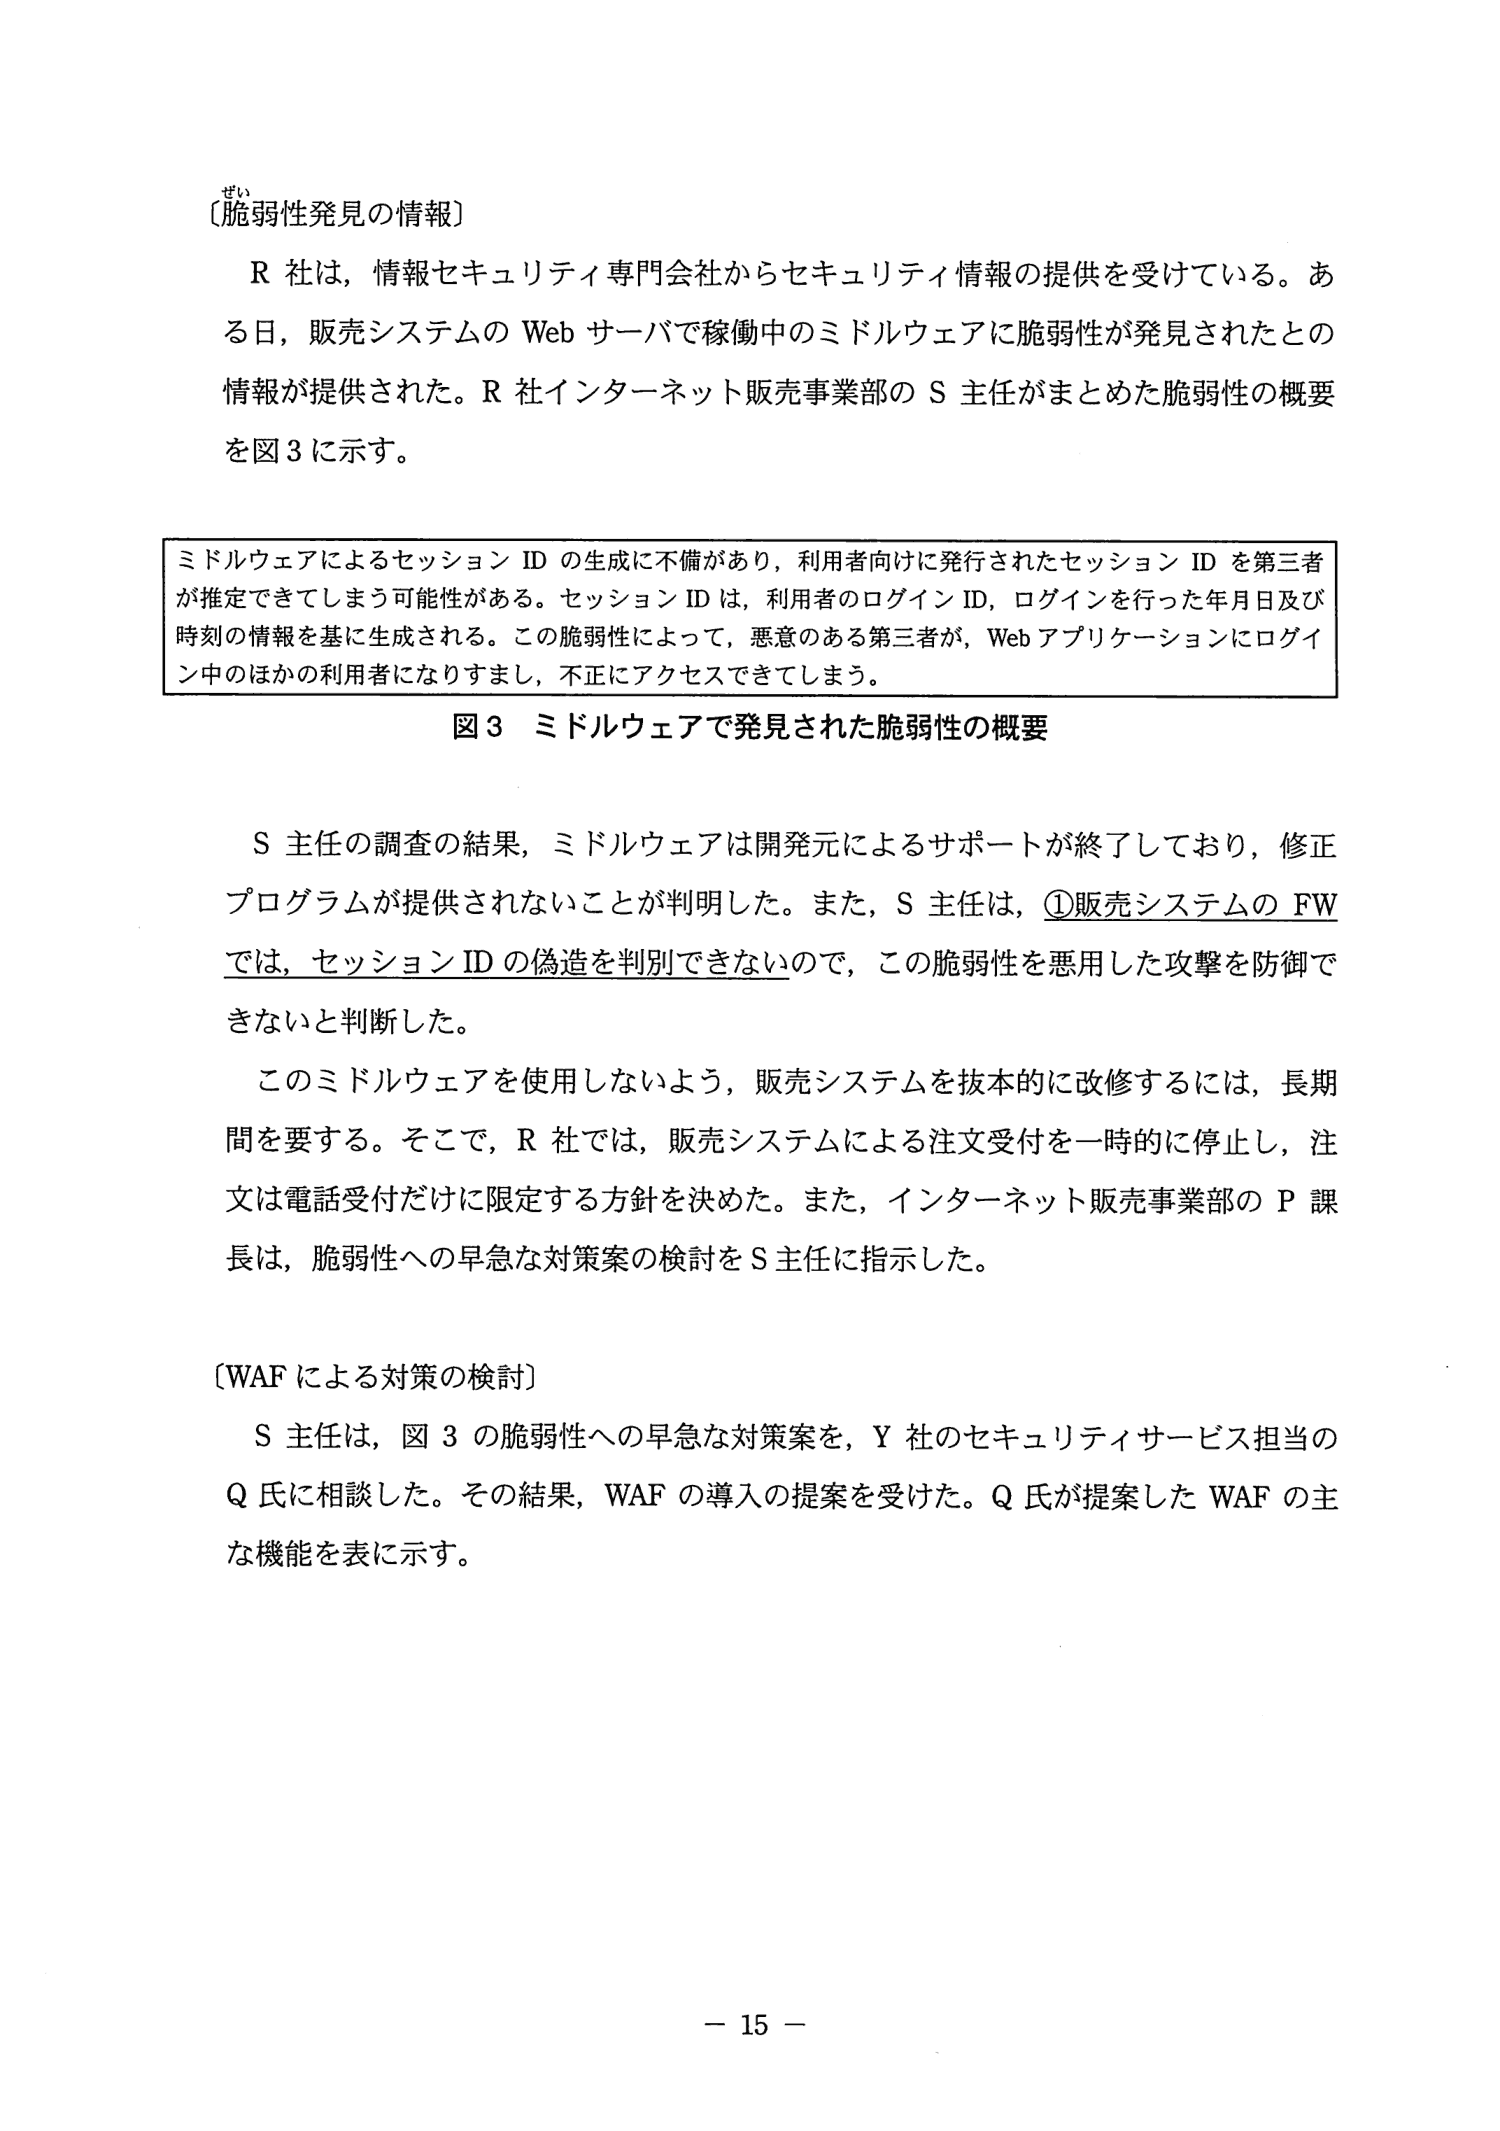 ぜい
〔脆弱性発見の情報〕
R 社は，情報セキュリティ専門会社からセキュリティ情報の提供を受けている。あ
る日，販売システムの Web サーバで稼働中のミドルウェアに脆弱性が発見されたとの
情報が提供された。R 社インターネット販売事業部の S 主任がまとめた脆弱性の概要
を図 3 に示す。
ミドルウェアによるセッション ID の生成に不備があり，利用者向けに発行されたセッション ID を第三者
が推定できてしまう可能性がある。セッション ID は，利用者のログイン ID，ログインを行った年月日及び
時刻の情報を基に生成される。この脆弱性によって，悪意のある第三者が，Web アプリケーションにログイ
ン中のほかの利用者になりすまし，不正にアクセスできてしまう。
図３　ミドルウェアで発見された脆弱性の概要
S 主任の調査の結果，ミドルウェアは開発元によるサポートが終了しており，修正
プログラムが提供されないことが判明した。また，S 主任は，①販売システムの FW
では，セッション ID の偽造を判別できないので，この脆弱性を悪用した攻撃を防御で
きないと判断した。
このミドルウェアを使用しないよう，販売システムを抜本的に改修するには，長期
間を要する。そこで，R 社では，販売システムによる注文受付を一時的に停止し，注
文は電話受付だけに限定する方針を決めた。また，インターネット販売事業部の P 課
長は，脆弱性への早急な対策案の検討を S 主任に指示した。
〔WAF による対策の検討〕
S 主任は，図 3 の脆弱性への早急な対策案を，Y 社のセキュリティサービス担当の
Q 氏に相談した。その結果，WAF の導入の提案を受けた。Q 氏が提案した WAF の主
な機能を表に示す。
－ 15 －